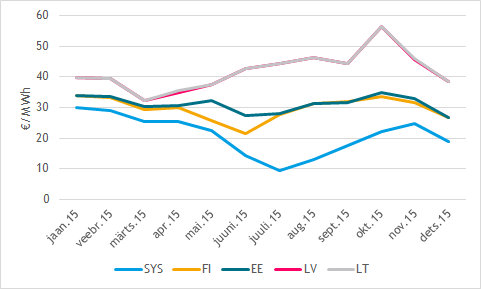 60
50
40
30
20
10
0
€ / MWh
jaan.15
veebr.15
märts.15
apr.15
mai.15
juuni.15
juuli.15
aug.15
sept.15
okt.15
nov.15
dets.15
SYS FI EE LV LT